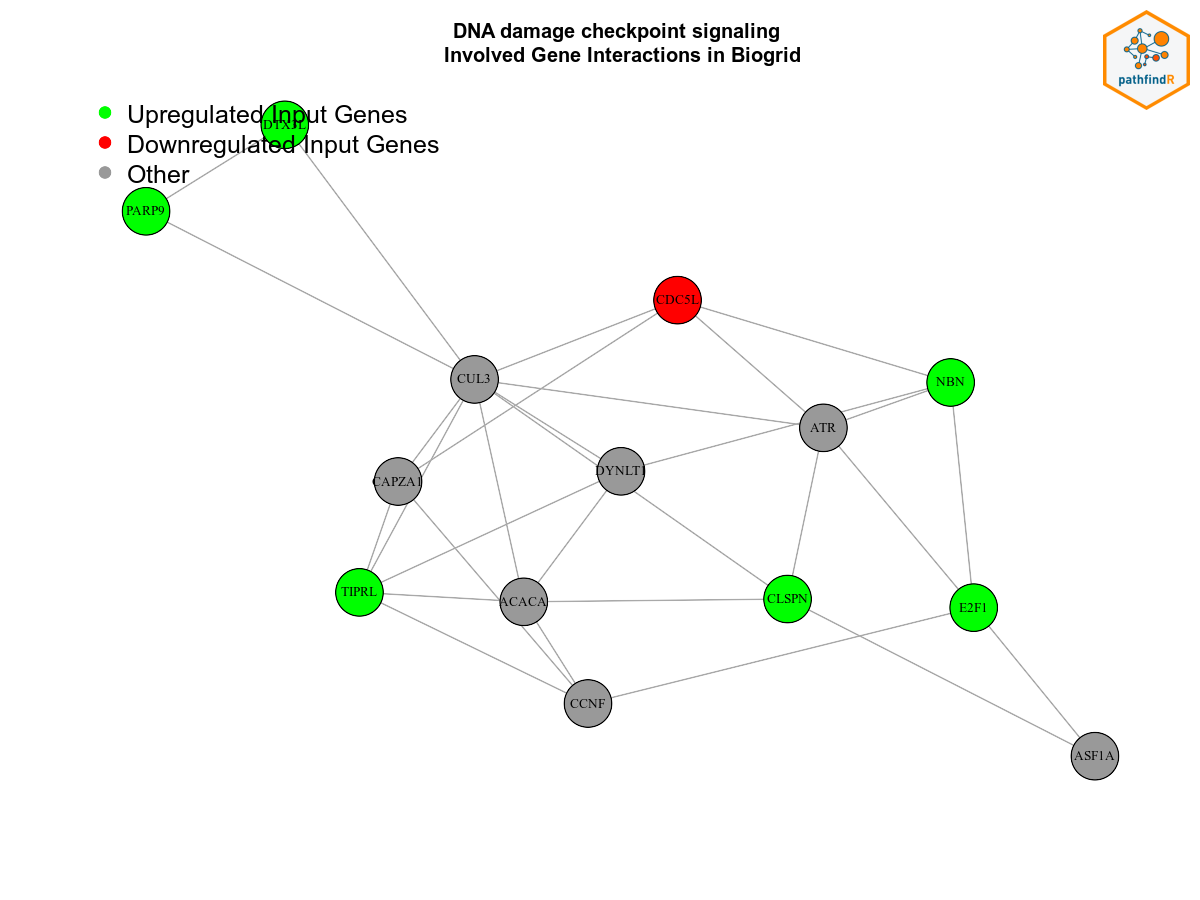 DNA damage checkpoint signaling
Involved Gene Interactions in Biogrid
pathfindR
Upregulated Input Genes
Downregulated Input Genes
Other
DTX3L
PARP9
CDC5L
CUL3
NBN
ATR
DYNLT1
CAPZA1
TIPRL
ACACA
CLSPN
E2F1
CCNF
ASF1A